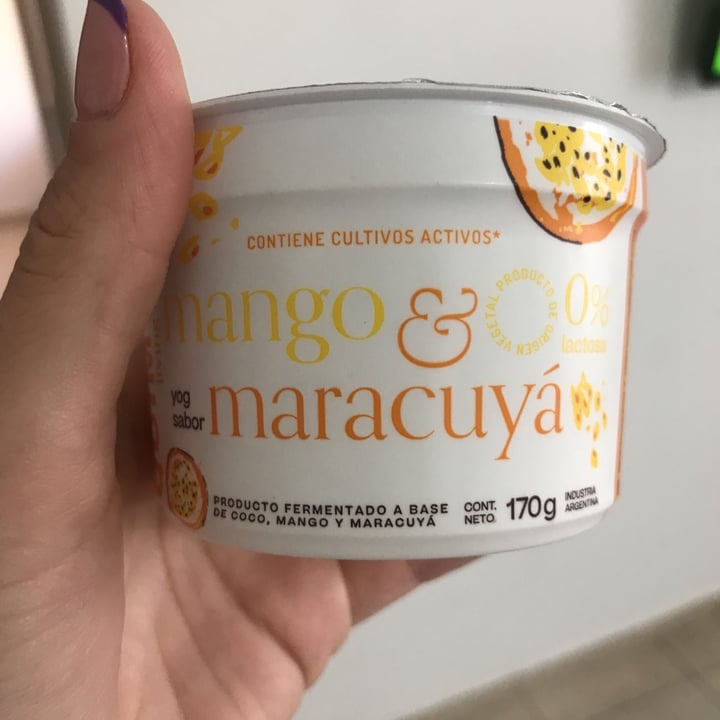 CONTIENE CULTIVOS ACTIVOS*
mango &
PRODUCTO DE ORIGEN VEGETAL
0%
lactosa
yog
sabor
maracuyá
PRODUCTO FERMENTADO A BASE
DE COCO, MANGO Y MARACUYÁ
CONT.
NETO
170g
INDUSTRIA
ARGENTINA